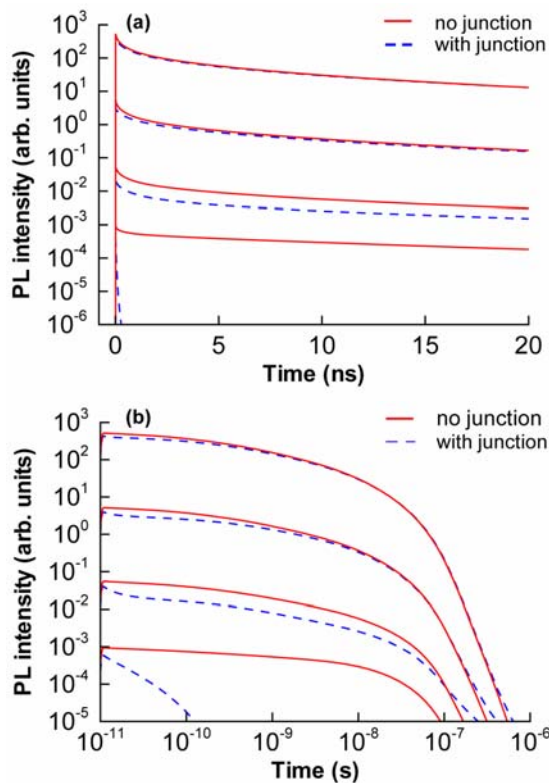 (a)
no junction
with junction
PL intensity (arb. units)
10^3
10^2
10^1
10^0
10^-1
10^-2
10^-3
10^-4
10^-5
10^-6
0 5 10 15 20
Time (ns)
(b)
no junction
with junction
PL intensity (arb. units)
10^3
10^2
10^1
10^0
10^-1
10^-2
10^-3
10^-4
10^-5
10^-11 10^-10 10^-9 10^-8 10^-7 10^-6
Time (s)